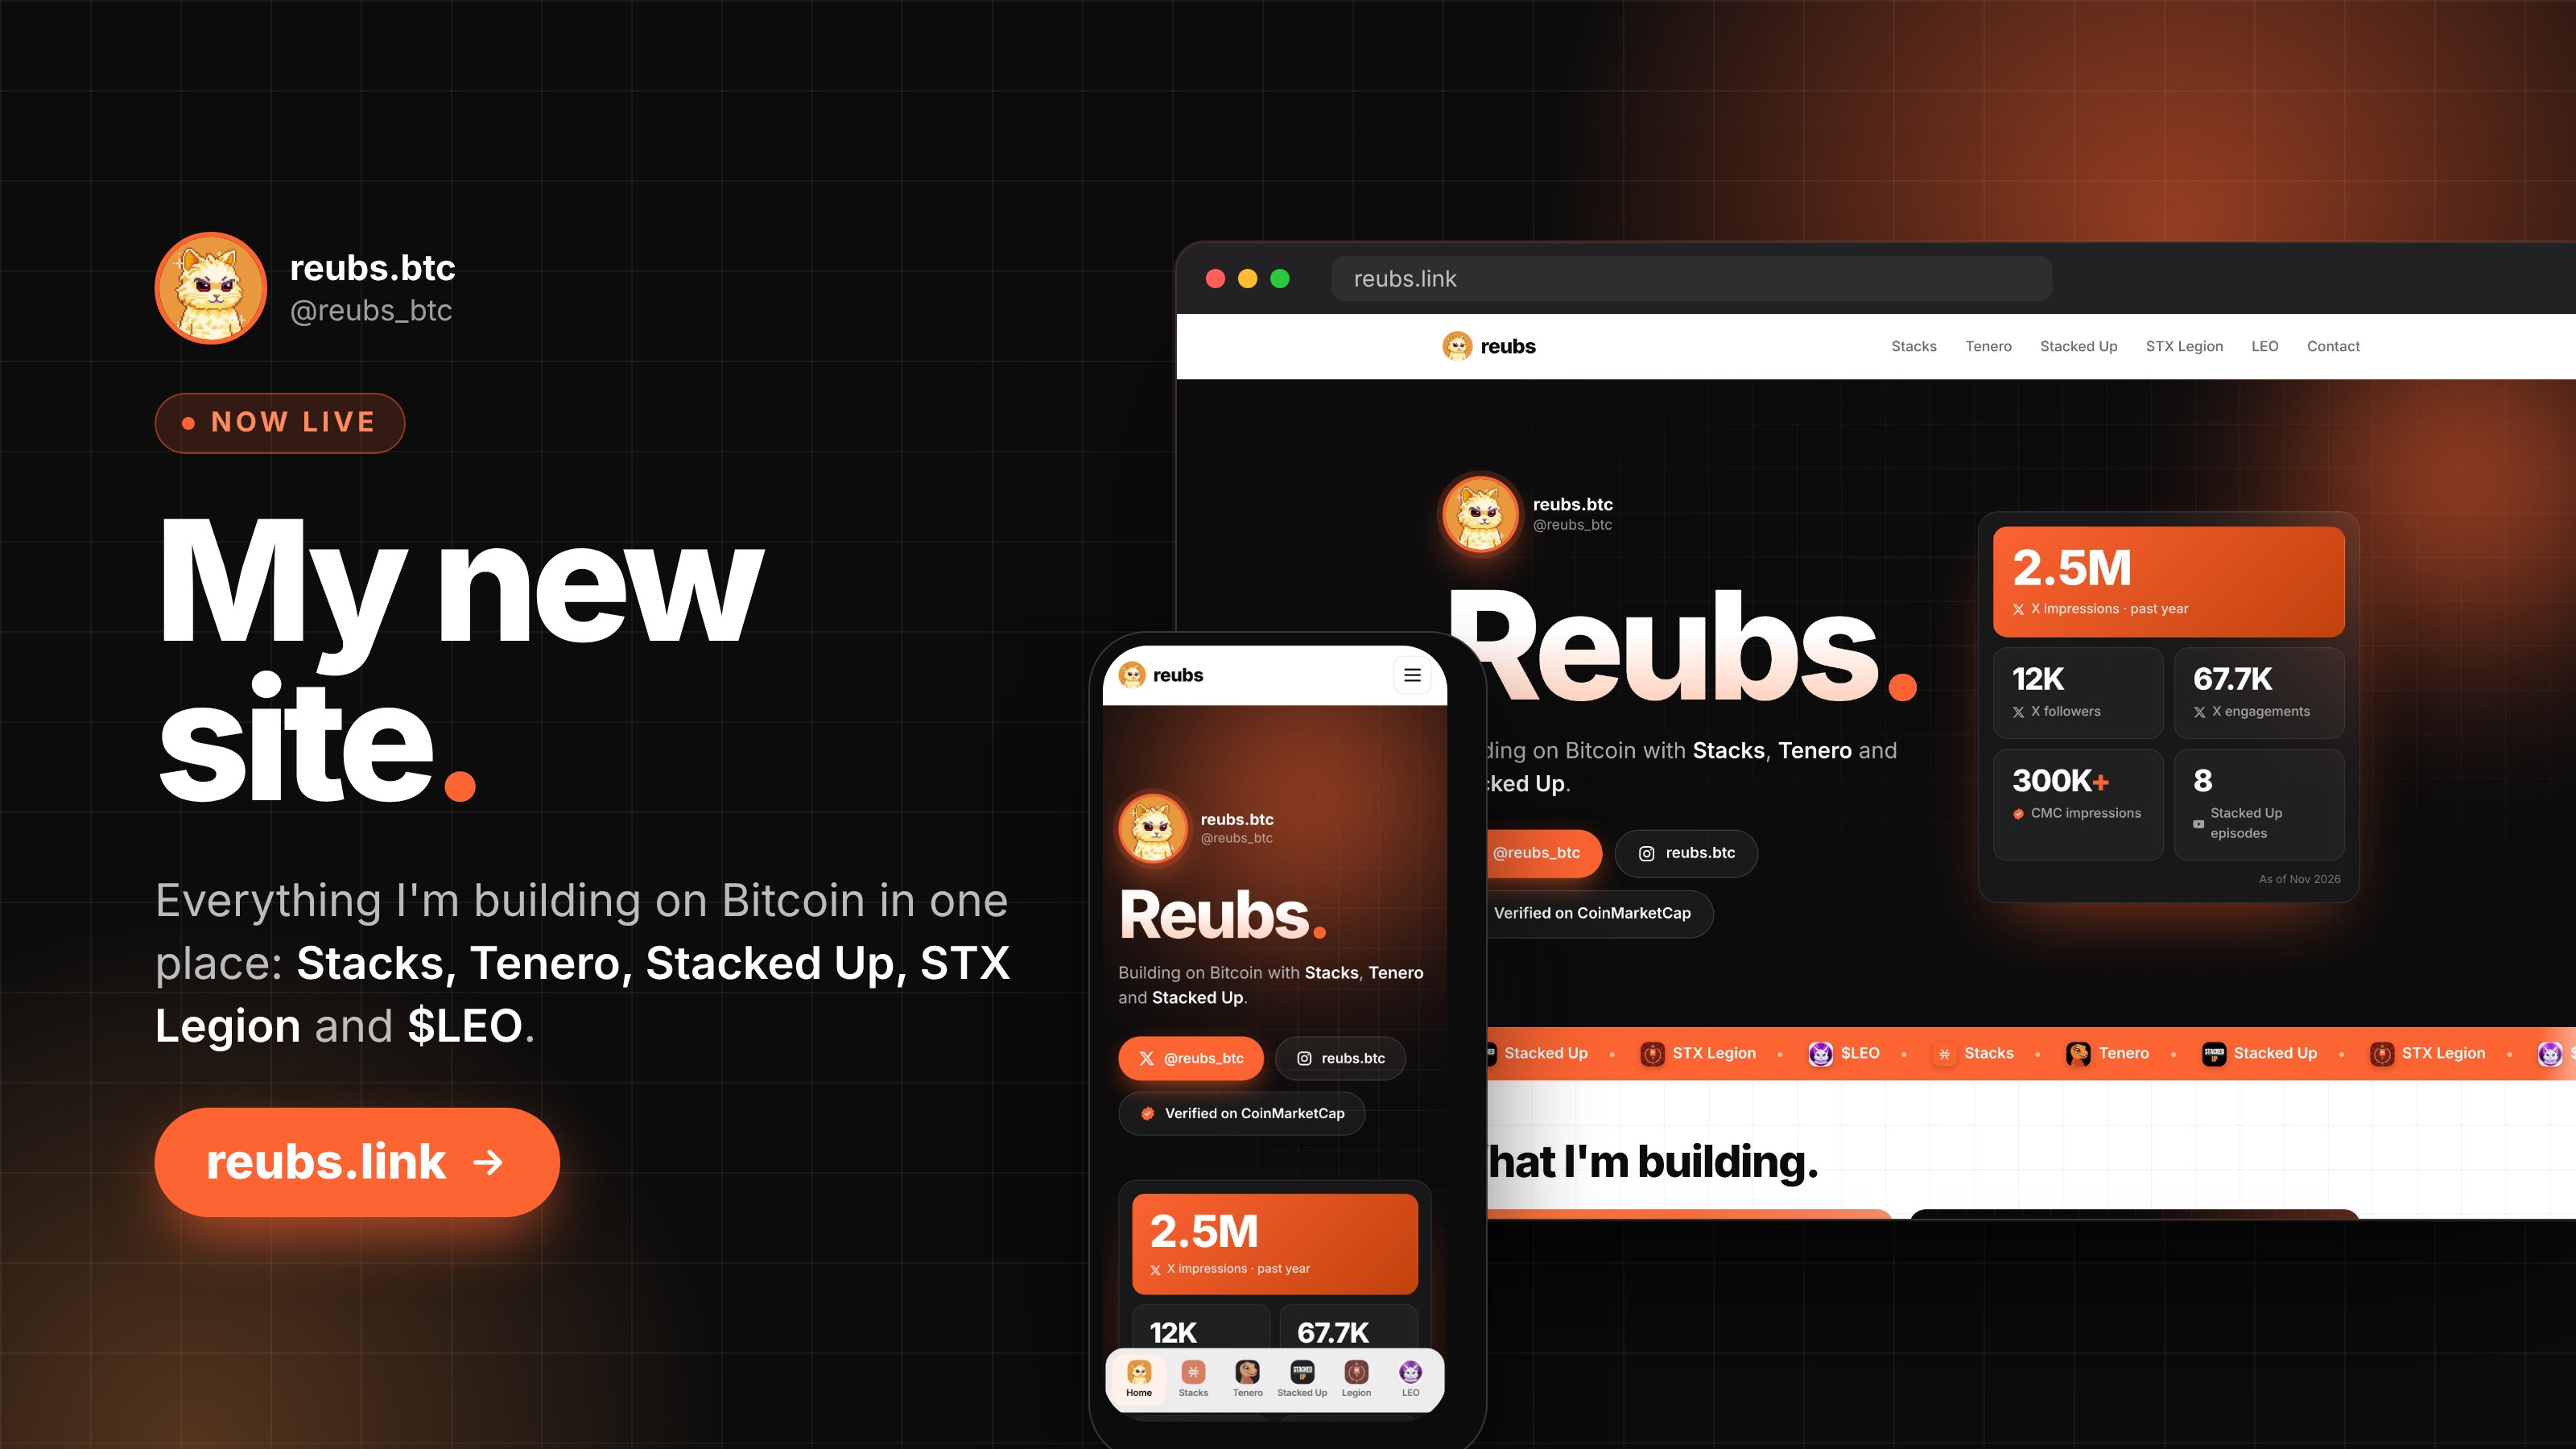 reubs.btc
@reubs_btc
NOW LIVE
My new
site.
Everything I'm building on Bitcoin in one
place: Stacks, Tenero, Stacked Up, STX
Legion and $LEO.
reubs.link →
reubs.link
reubs
Stacks Tenero Stacked Up STX Legion LEO Contact
reubs.btc
@reubs_btc
Reubs.
ding on Bitcoin with Stacks, Tenero and
cked Up.
@reubs_btc
reubs.btc
Verified on CoinMarketCap
2.5M
X impressions · past year
12K
X followers
67.7K
X engagements
300K+
CMC impressions
8
Stacked Up
episodes
As of Nov 2026
Stacked Up • STX Legion • $LEO • Stacks • Tenero • Stacked Up • STX Legion •
hat I'm building.
reubs
reubs.btc
@reubs_btc
Reubs.
Building on Bitcoin with Stacks, Tenero
and Stacked Up.
@reubs_btc
reubs.btc
Verified on CoinMarketCap
2.5M
X impressions · past year
12K
67.7K
Home Stacks Tenero Stacked Up Legion LEO
STACKED
UP